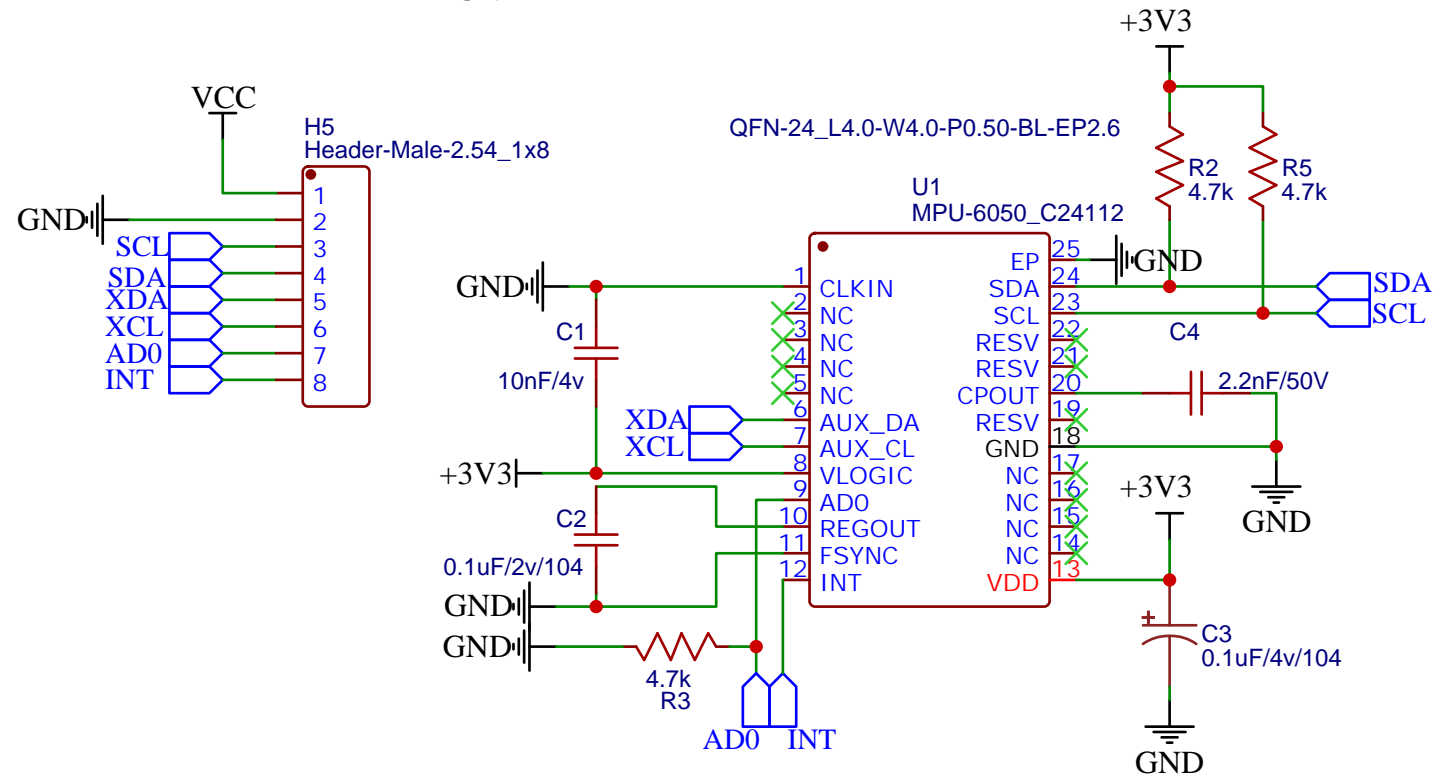 +3V3
VCC
H5
Header-Male-2.54_1x8
1
GND
2
SCL
3
SDA
4
XDA
5
XCL
6
AD0
7
INT
8
QFN-24_L4.0-W4.0-P0.50-BL-EP2.6
R2
4.7k
R5
4.7k
U1
MPU-6050_C24112
GND
1
CLKIN
2
NC
3
NC
4
NC
5
NC
XDA
6
AUX_DA
XCL
7
AUX_CL
+3V3
8
VLOGIC
9
AD0
10
REGOUT
11
FSYNC
12
INT
C1
10nF/4v
C2
0.1uF/2v/104
GND
GND
4.7k
R3
AD0
INT
25
EP
GND
24
SDA
SDA
23
SCL
SCL
22
RESV
21
RESV
20
CPOUT
19
RESV
18
GND
17
NC
16
NC
15
NC
14
NC
13
VDD
C4
2.2nF/50V
GND
+3V3
+
C3
0.1uF/4v/104
GND